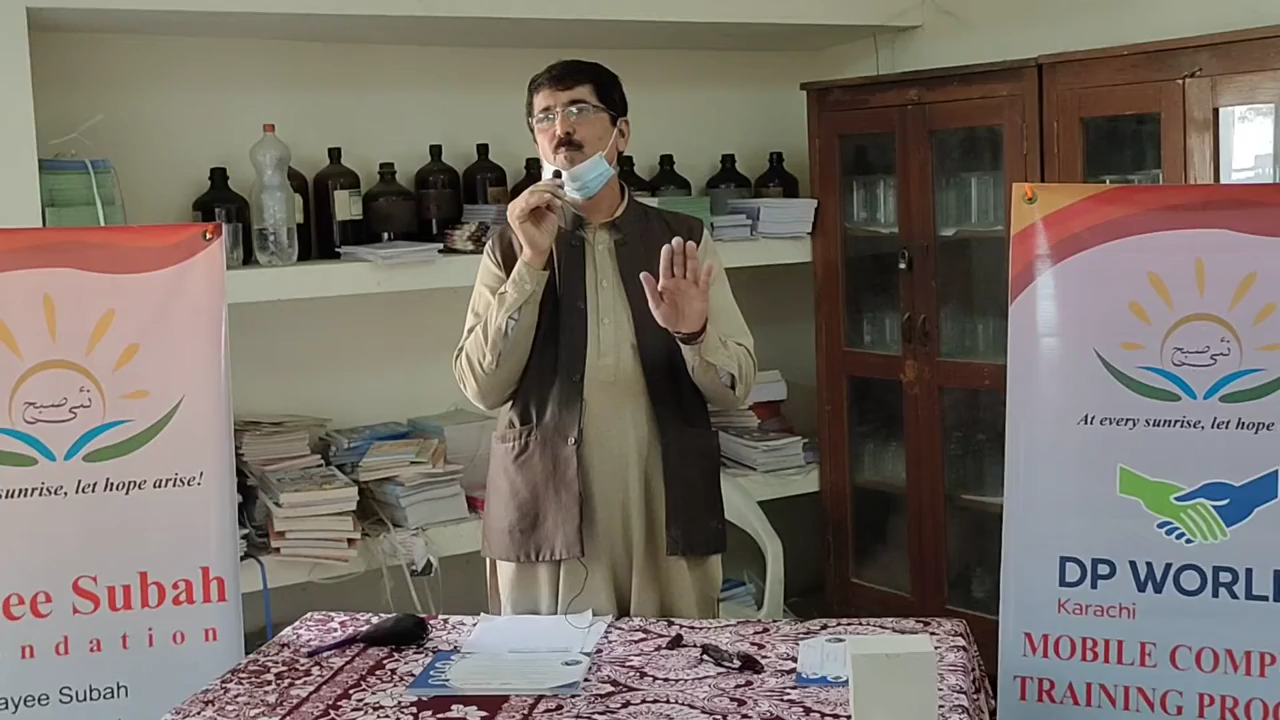 نئی صبح
sunrise, let hope arise!
ee Subah
ndation
ayee Subah
نئی صبح
At every sunrise, let hope
DP WORL
Karachi
MOBILE COMP
TRAINING PRO